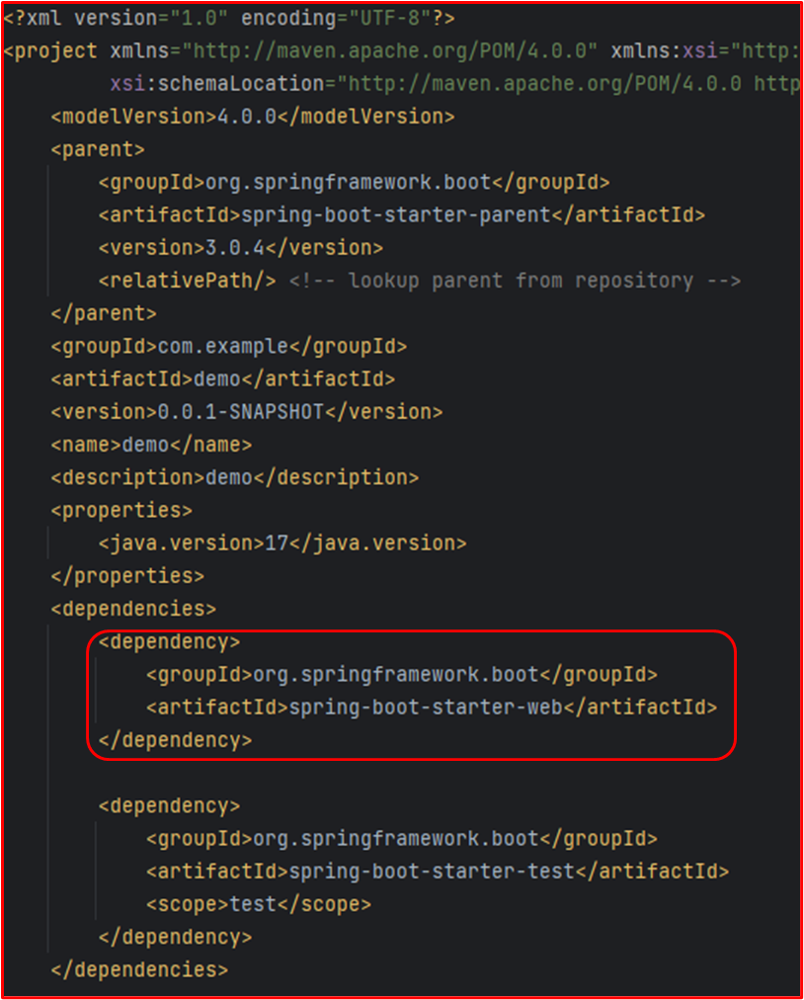 <?xml version="1.0" encoding="UTF-8"?>
<project xmlns="http://maven.apache.org/POM/4.0.0" xmlns:xsi="http:
xsi:schemaLocation="http://maven.apache.org/POM/4.0.0 http
<modelVersion>4.0.0</modelVersion>
<parent>
<groupId>org.springframework.boot</groupId>
<artifactId>spring-boot-starter-parent</artifactId>
<version>3.0.4</version>
<relativePath/> <!-- lookup parent from repository -->
</parent>
<groupId>com.example</groupId>
<artifactId>demo</artifactId>
<version>0.0.1-SNAPSHOT</version>
<name>demo</name>
<description>demo</description>
<properties>
<java.version>17</java.version>
</properties>
<dependencies>
<dependency>
<groupId>org.springframework.boot</groupId>
<artifactId>spring-boot-starter-web</artifactId>
</dependency>
<dependency>
<groupId>org.springframework.boot</groupId>
<artifactId>spring-boot-starter-test</artifactId>
<scope>test</scope>
</dependency>
</dependencies>